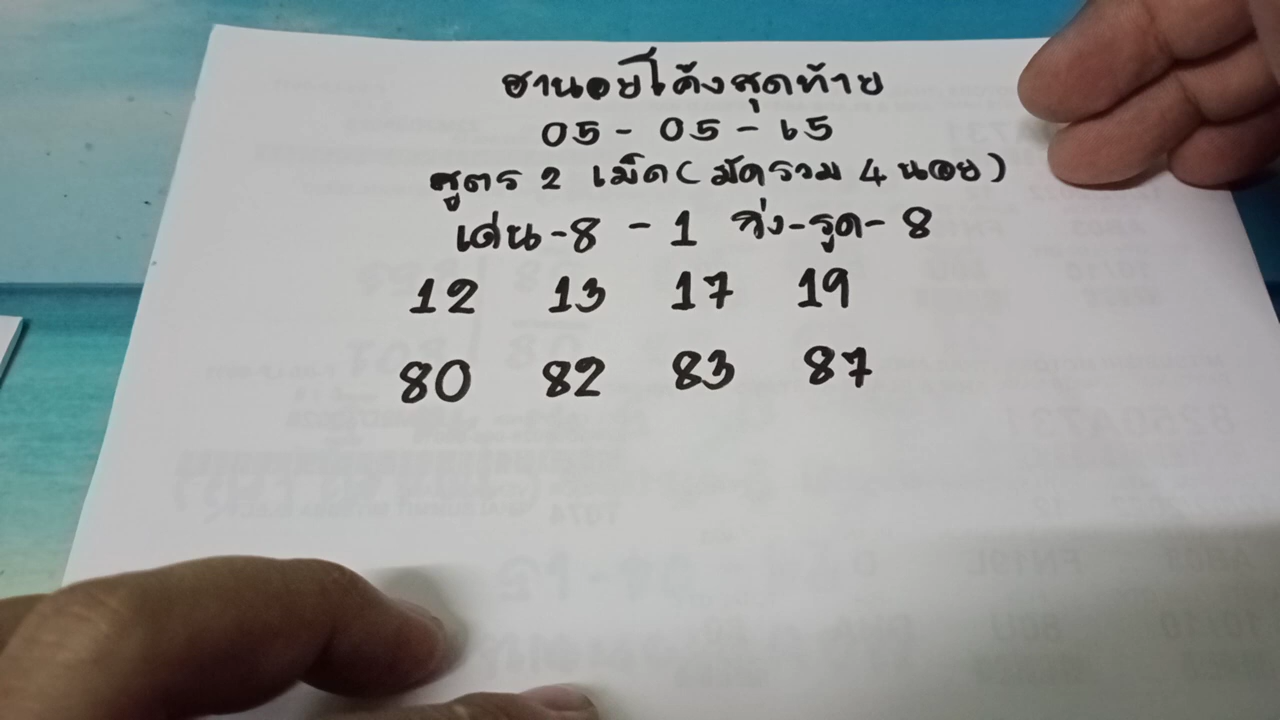 ฮานอยโค้งสุดท้าย
05 - 05 - 65
สูตร 2 เม็ด (มัดรวม 4 นอย)
เด่น - 8 - 1 วิ่ง - รูด - 8
12 13 17 19
80 82 83 87